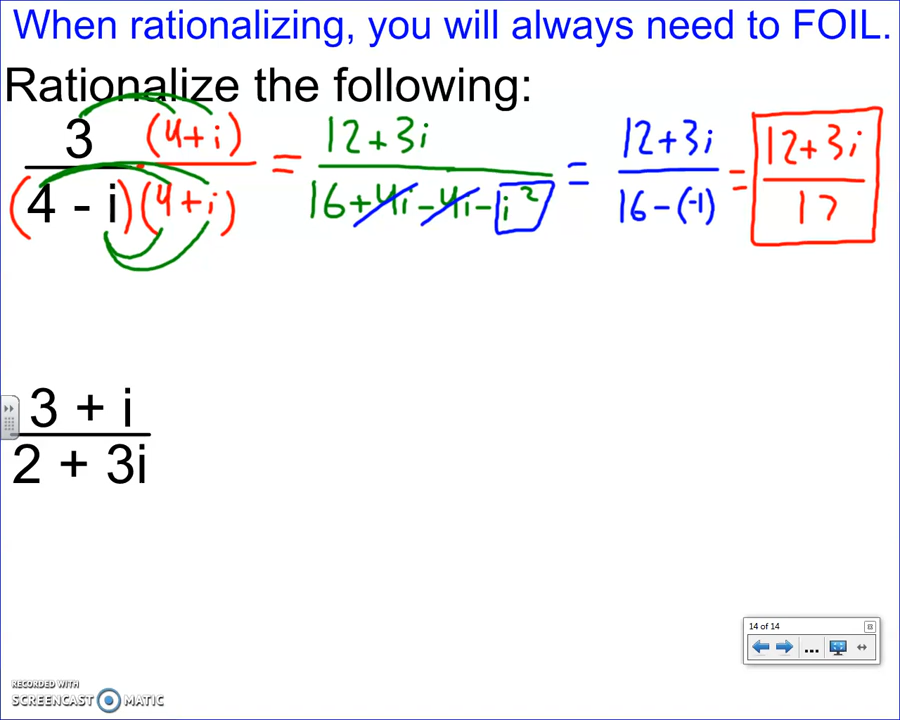 When rationalizing, you will always need to FOIL.
Rationalize the following:
3 (4+i) = 12+3i = 12+3i = 12+3i
(4 - i)(4+i) 16+4i-4i-i² 16-(-1) 17
3 + i
2 + 3i
14 of 14
...
RECORDED WITH
SCREENCAST MATIC